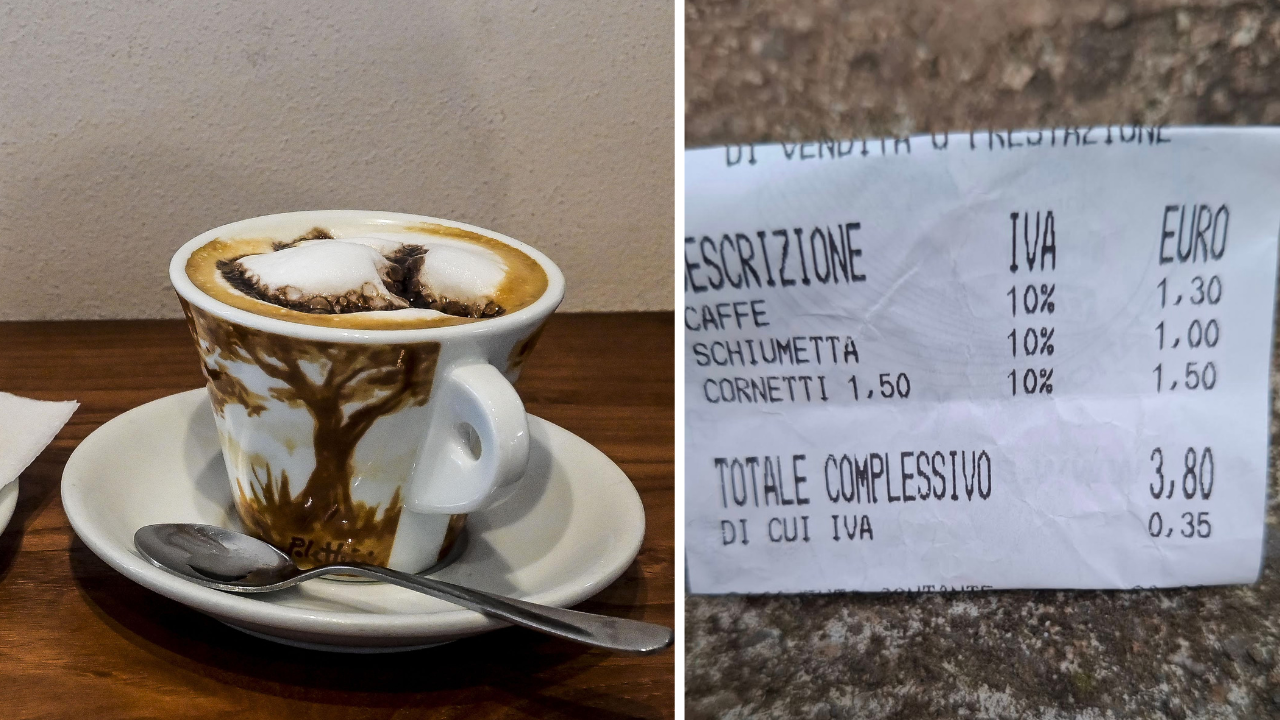 DI VENDITA O PRESTAZIONE
ESCRIZIONE IVA EURO
CAFFE 10% 1,30
SCHIUMETTA 10% 1,00
CORNETTI 1,50 10% 1,50
TOTALE COMPLESSIVO 3,80
DI CUI IVA 0,35